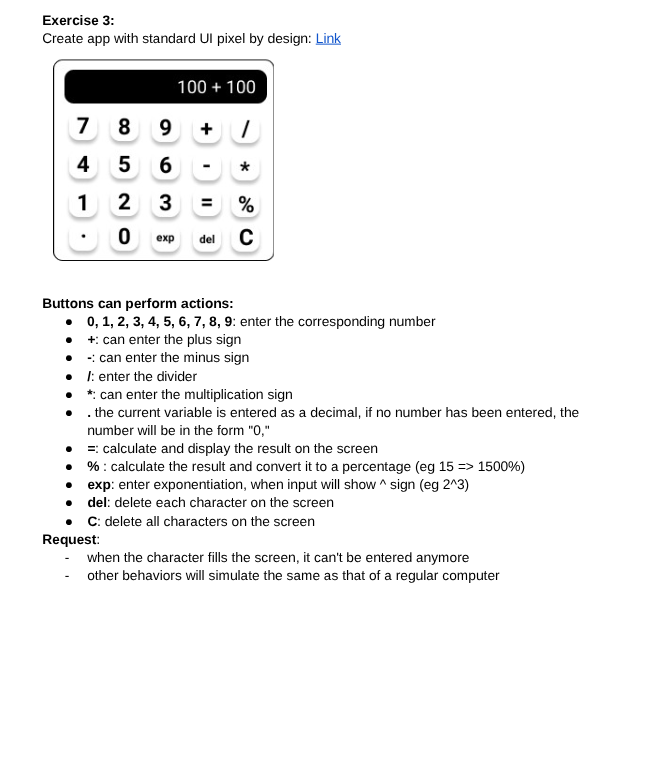 Exercise 3:
Create app with standard UI pixel by design: Link
100 + 100
7 8 9 + /
4 5 6 - *
1 2 3 = %
· 0 exp del C
Buttons can perform actions:
● 0, 1, 2, 3, 4, 5, 6, 7, 8, 9: enter the corresponding number
● +: can enter the plus sign
● -: can enter the minus sign
● /: enter the divider
● *: can enter the multiplication sign
● . the current variable is entered as a decimal, if no number has been entered, the
number will be in the form "0,"
● =: calculate and display the result on the screen
● % : calculate the result and convert it to a percentage (eg 15 => 1500%)
● exp: enter exponentiation, when input will show ^ sign (eg 2^3)
● del: delete each character on the screen
● C: delete all characters on the screen
Request:
- when the character fills the screen, it can't be entered anymore
- other behaviors will simulate the same as that of a regular computer